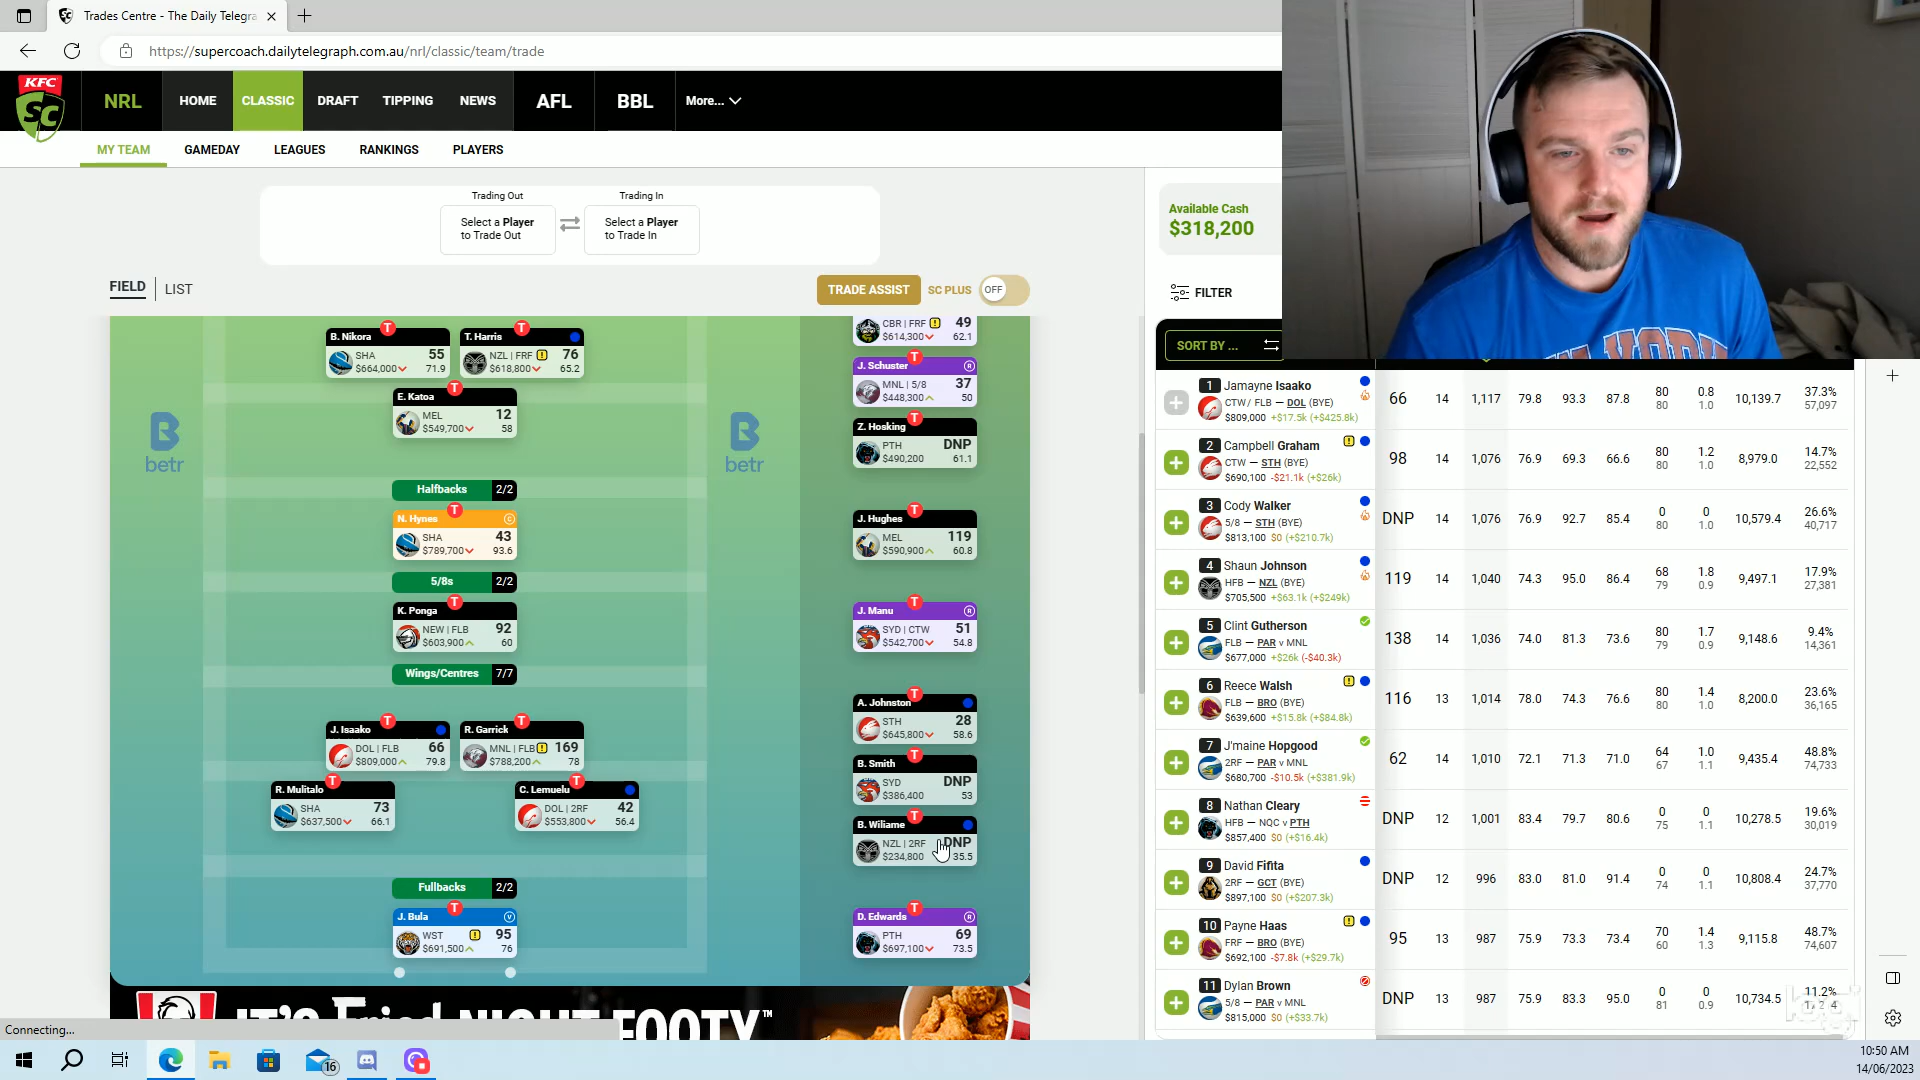 Trades Centre - The Daily Telegra
https://supercoach.dailytelegraph.com.au/nrl/classic/team/trade
KFC
SC
NRL HOME CLASSIC DRAFT TIPPING NEWS AFL BBL More...
MY TEAM GAMEDAY LEAGUES RANKINGS PLAYERS
Trading Out Trading In
Select a Player to Trade Out
Select a Player to Trade In
Available Cash
$318,200
FIELD LIST
TRADE ASSIST SC PLUS OFF
FILTER
SORT BY ...
betr
betr
B. Nikora T
SHA 55
$664,000 71.9
T. Harris T
NZL | FRF 76
$618,800 65.2
E. Katoa T
MEL 12
$549,700 58
Halfbacks 2/2
N. Hynes T C
SHA 43
$789,700 93.6
5/8s 2/2
K. Ponga T
NEW | FLB 92
$603,900 60
Wings/Centres 7/7
J. Isaako T
DOL | FLB 66
$809,000 79.8
R. Garrick T
MNL | FLB 169
$788,200 78
R. Mulitalo T
SHA 73
$637,500 66.1
C. Lemuelu T
DOL | 2RF 42
$553,800 56.4
Fullbacks 2/2
J. Bula T V
WST 95
$691,500 76
CBR | FRF 49
$614,300 62.1
J. Schuster T R
MNL | 5/8 37
$448,300 50
Z. Hosking T
PTH DNP
$490,200 61.1
J. Hughes T
MEL 119
$590,900 60.8
J. Manu T R
SYD | CTW 51
$542,700 54.8
A. Johnston T
STH 28
$645,800 58.6
B. Smith T
SYD DNP
$386,400 53
B. Wiliame T
NZL | 2RF DNP
$234,800 35.5
D. Edwards T R
PTH 69
$697,100 73.5
1 Jamayne Isaako
CTW / FLB — DOL (BYE)
$809,000 +$17.5k (+$425.8k)
66 14 1,117 79.8 93.3 87.8 80 80 0.8 1.0 10,139.7 37.3% 57,097
2 Campbell Graham
CTW — STH (BYE)
$690,100 -$21.1k (+$26k)
98 14 1,076 76.9 69.3 66.6 80 80 1.2 1.0 8,979.0 14.7% 22,552
3 Cody Walker
5/8 — STH (BYE)
$813,100 $0 (+$210.7k)
DNP 14 1,076 76.9 92.7 85.4 0 80 0 1.0 10,579.4 26.6% 40,717
4 Shaun Johnson
HFB — NZL (BYE)
$705,500 +$63.1k (+$249k)
119 14 1,040 74.3 95.0 86.4 68 79 1.8 0.9 9,497.1 17.9% 27,381
5 Clint Gutherson
FLB — PAR v MNL
$677,000 +$26k (-$40.3k)
138 14 1,036 74.0 81.3 73.6 80 79 1.7 0.9 9,148.6 9.4% 14,361
6 Reece Walsh
FLB — BRO (BYE)
$639,600 +$15.8k (+$84.8k)
116 13 1,014 78.0 74.3 76.6 80 80 1.4 1.0 8,200.0 23.6% 36,165
7 J'maine Hopgood
2RF — PAR v MNL
$680,700 -$10.5k (+$381.9k)
62 14 1,010 72.1 71.3 71.0 64 67 1.0 1.1 9,435.4 48.8% 74,733
8 Nathan Cleary
HFB — NQC v PTH
$857,400 $0 (+$16.4k)
DNP 12 1,001 83.4 79.7 80.6 0 75 0 1.1 10,278.5 19.6% 30,019
9 David Fifita
2RF — GCT (BYE)
$897,100 $0 (+$207.3k)
DNP 12 996 83.0 81.0 91.4 0 74 0 1.1 10,808.4 24.7% 37,770
10 Payne Haas
FRF — BRO (BYE)
$692,100 -$7.8k (+$29.7k)
95 13 987 75.9 73.3 73.4 70 60 1.4 1.3 9,115.8 48.7% 74,607
11 Dylan Brown
5/8 — PAR v MNL
$815,000 $0 (+$33.7k)
DNP 13 987 75.9 83.3 95.0 0 81 0 0.9 10,734.5 11.2%
IT'S Fried NIGHT FOOTY™
Connecting...
16
10:50 AM
14/06/2023